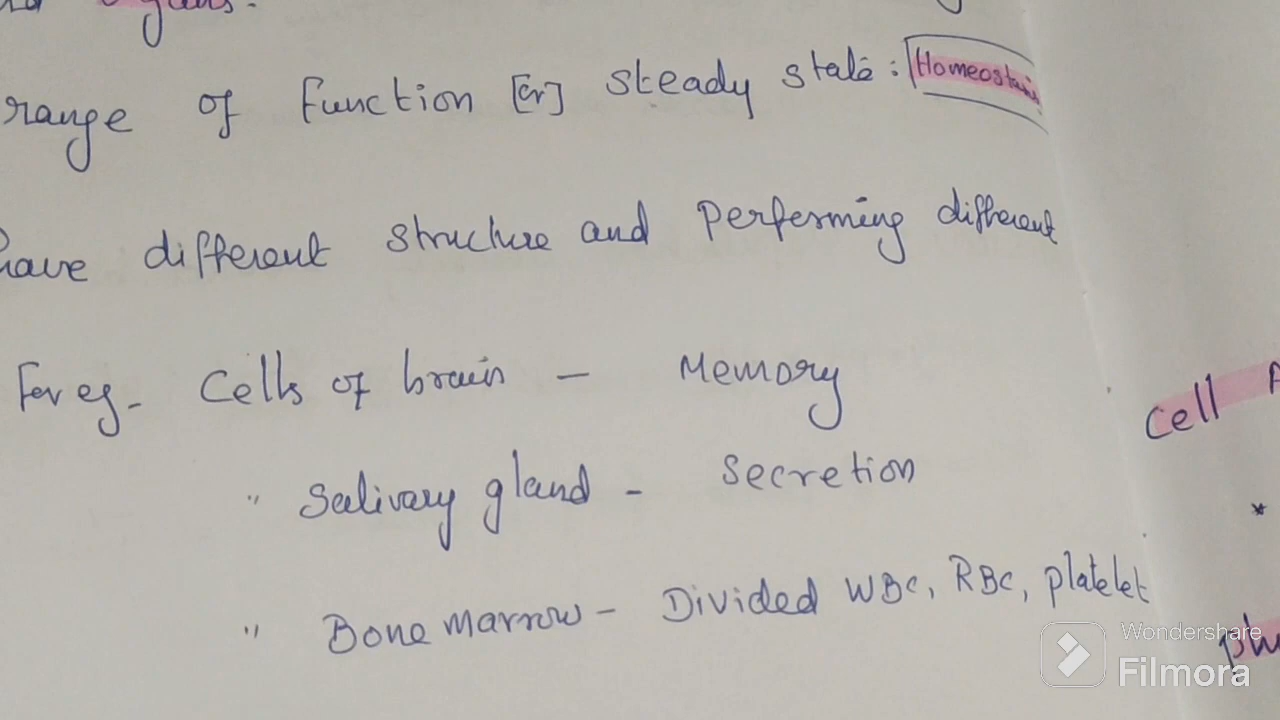 range of function [or] steady state: Homeostasis
have different structure and performing different
For eg- Cells of brain - Memory
" Salivary gland - secretion
" Bone marrow - Divided WBC, RBC, platelet
Cell
*
Wondershare
Filmora